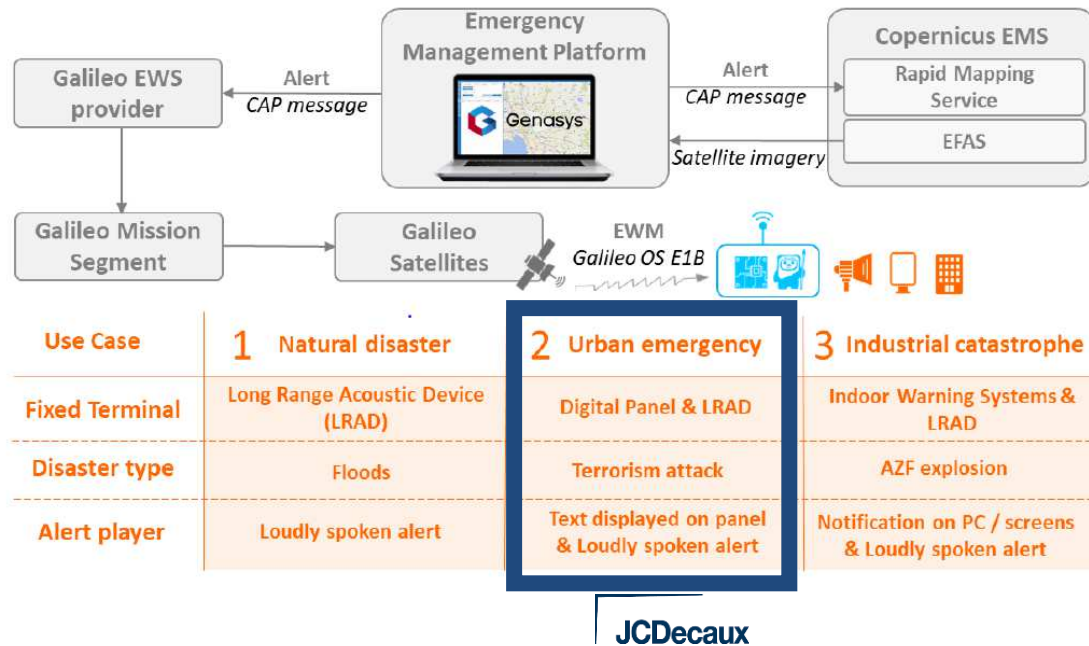 Emergency
Management Platform
Genasys
Copernicus EMS
Rapid Mapping
Service
EFAS
Galileo EWS
provider
Alert
CAP message
Alert
CAP message
Satellite imagery
Galileo Mission
Segment
Galileo
Satellites
EWM
Galileo OS E1B
Use Case
1 Natural disaster
2 Urban emergency
3 Industrial catastrophe
Fixed Terminal
Long Range Acoustic Device
(LRAD)
Digital Panel & LRAD
Indoor Warning Systems &
LRAD
Disaster type
Floods
Terrorism attack
AZF explosion
Alert player
Loudly spoken alert
Text displayed on panel
& Loudly spoken alert
Notification on PC / screens
& Loudly spoken alert
JCDecaux